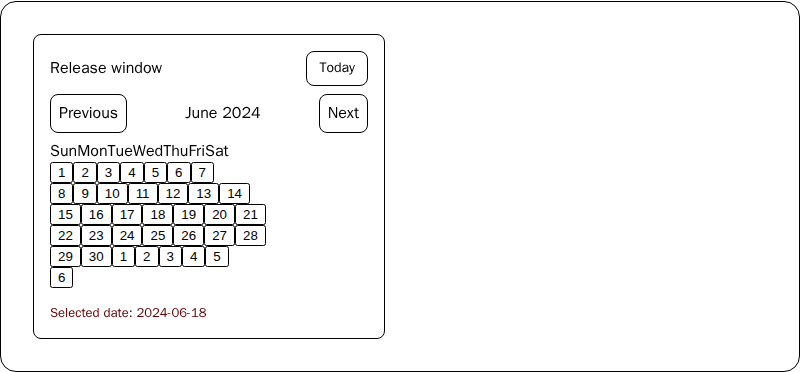 Release window Today
Previous June 2024 Next
SunMonTueWedThuFriSat
1 2 3 4 5 6 7
8 9 10 11 12 13 14
15 16 17 18 19 20 21
22 23 24 25 26 27 28
29 30 1 2 3 4 5
6
Selected date: 2024-06-18